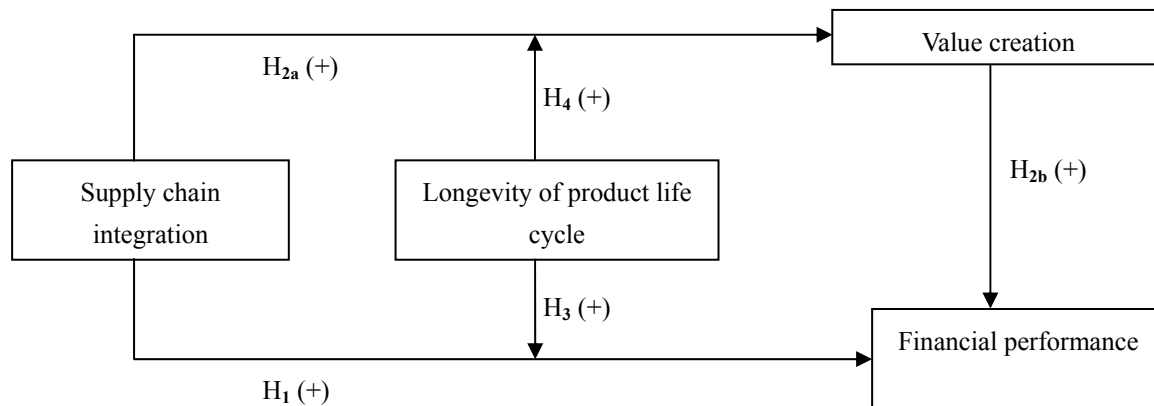 Value creation
H2a (+)
H4 (+)
Supply chain
integration
Longevity of product life
cycle
H2b (+)
H3 (+)
Financial performance
H1 (+)